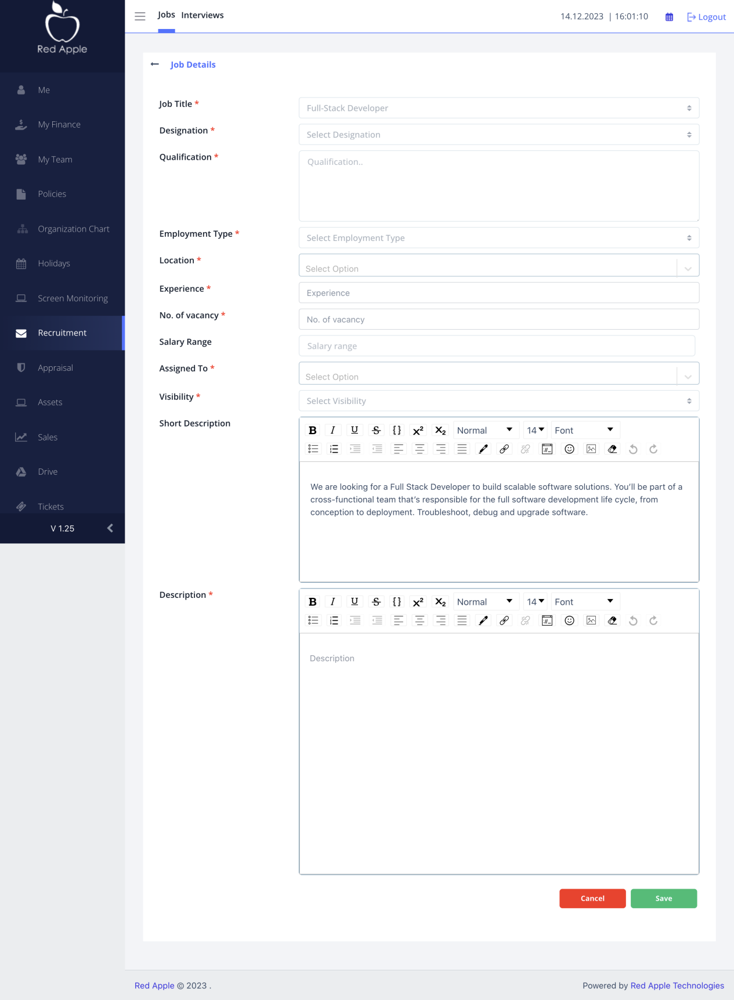 Red Apple
Jobs Interviews
14.12.2023 | 16:01:10
Logout
Me
My Finance
My Team
Policies
Organization Chart
Holidays
Screen Monitoring
Recruitment
Appraisal
Assets
Sales
Drive
Tickets
V 1.25
Job Details
Job Title *
Full-Stack Developer
Designation *
Select Designation
Qualification *
Qualification..
Employment Type *
Select Employment Type
Location *
Select Option
Experience *
Experience
No. of vacancy *
No. of vacancy
Salary Range
Salary range
Assigned To *
Select Option
Visibility *
Select Visibility
Short Description
Normal 14 Font
We are looking for a Full Stack Developer to build scalable software solutions. You’ll be part of a
cross-functional team that’s responsible for the full software development life cycle, from
conception to deployment. Troubleshoot, debug and upgrade software.
Description *
Normal 14 Font
Description
Cancel
Save
Red Apple © 2023 .
Powered by Red Apple Technologies